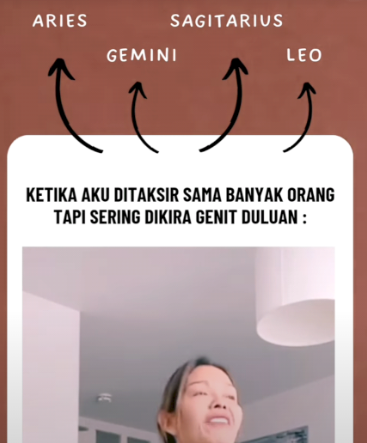 ARIES
SAGITARIUS
GEMINI
LEO
KETIKA AKU DITAKSIR SAMA BANYAK ORANG
TAPI SERING DIKIRA GENIT DULUAN :